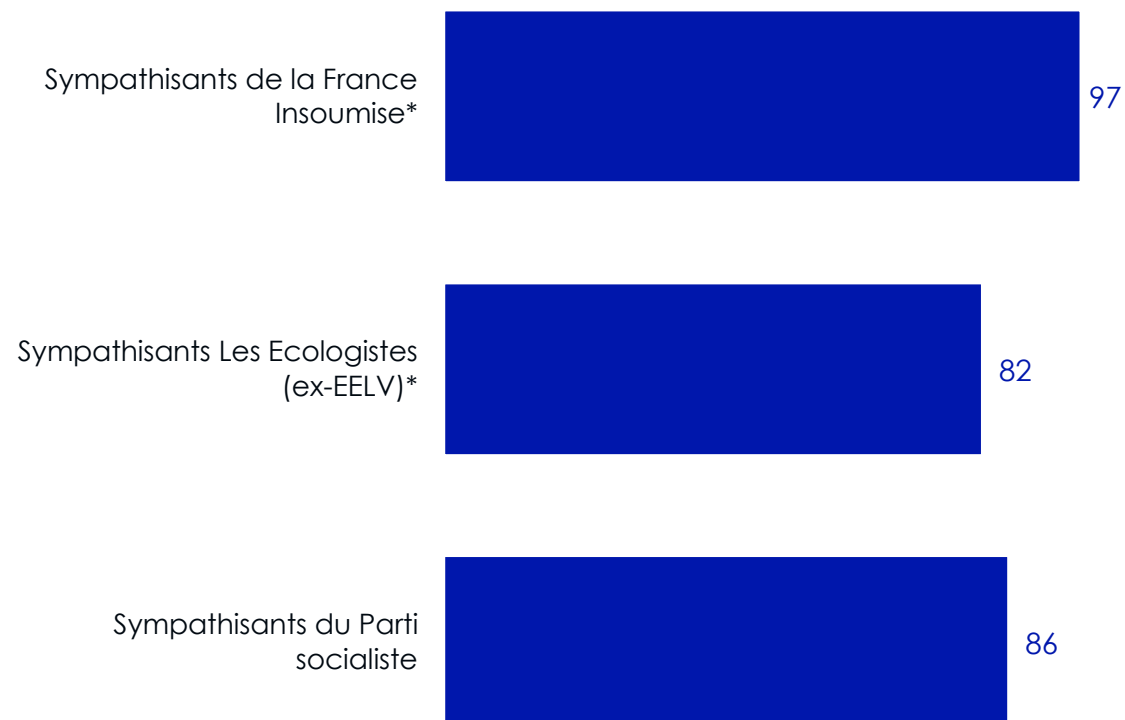 Sympathisants de la France
Insoumise*
97
Sympathisants Les Ecologistes
(ex-EELV)*
82
Sympathisants du Parti
socialiste
86